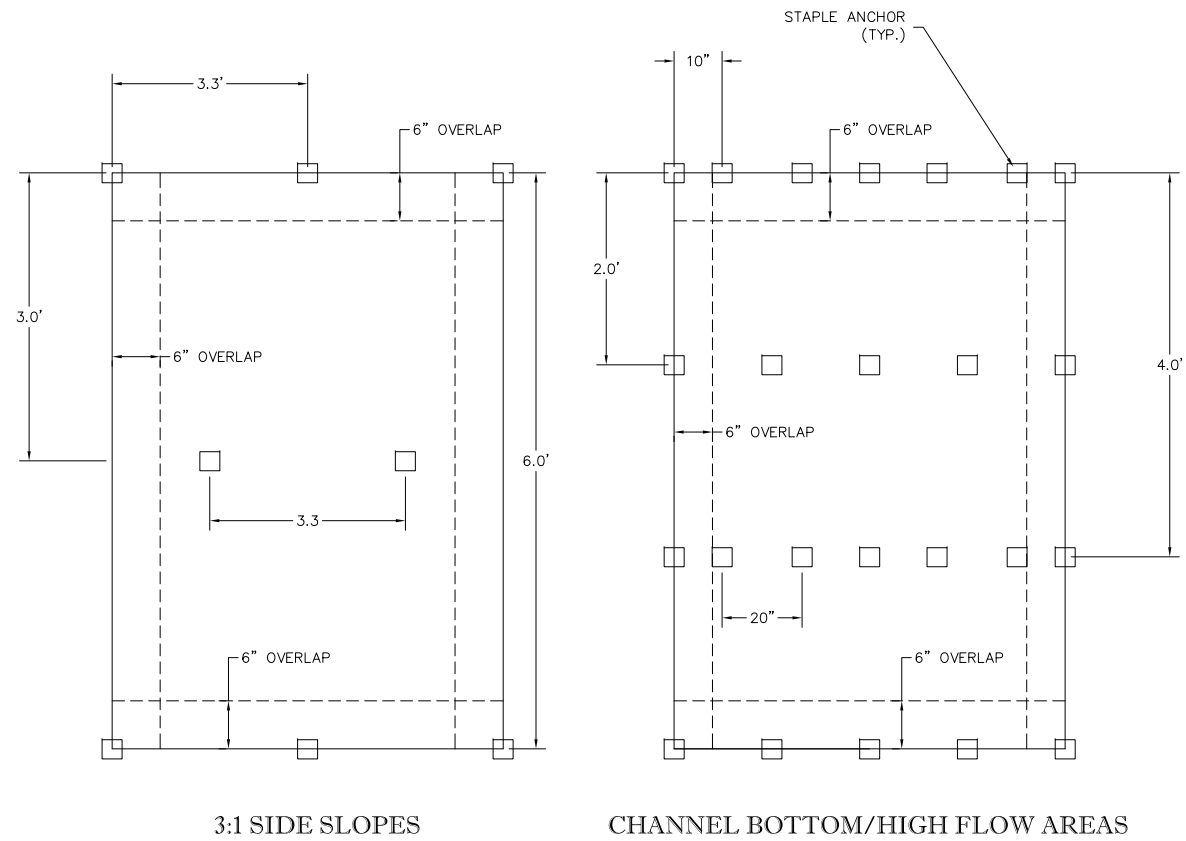 STAPLE ANCHOR
(TYP.)
10”
3.3'
6” OVERLAP
6” OVERLAP
2.0'
3.0'
6” OVERLAP
4.0'
6” OVERLAP
6.0'
3.3
20”
6” OVERLAP
6” OVERLAP
3:1 SIDE SLOPES
CHANNEL BOTTOM/HIGH FLOW AREAS